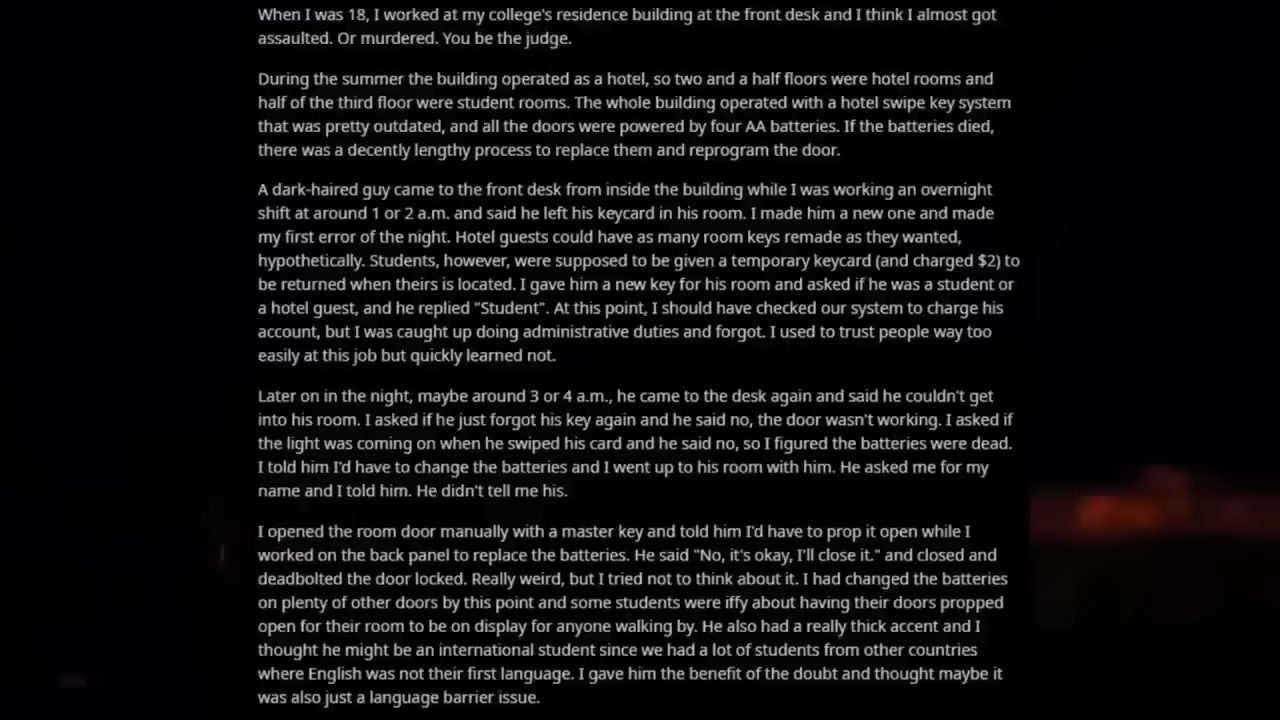 When I was 18, I worked at my college's residence building at the front desk and I think I almost got
assaulted. Or murdered. You be the judge.
During the summer the building operated as a hotel, so two and a half floors were hotel rooms and
half of the third floor were student rooms. The whole building operated with a hotel swipe key system
that was pretty outdated, and all the doors were powered by four AA batteries. If the batteries died,
there was a decently lengthy process to replace them and reprogram the door.
A dark-haired guy came to the front desk from inside the building while I was working an overnight
shift at around 1 or 2 a.m. and said he left his keycard in his room. I made him a new one and made
my first error of the night. Hotel guests could have as many room keys remade as they wanted,
hypothetically. Students, however, were supposed to be given a temporary keycard (and charged $2) to
be returned when theirs is located. I gave him a new key for his room and asked if he was a student or
a hotel guest, and he replied "Student". At this point, I should have checked our system to charge his
account, but I was caught up doing administrative duties and forgot. I used to trust people way too
easily at this job but quickly learned not.
Later on in the night, maybe around 3 or 4 a.m., he came to the desk again and said he couldn't get
into his room. I asked if he just forgot his key again and he said no, the door wasn't working. I asked if
the light was coming on when he swiped his card and he said no, so I figured the batteries were dead.
I told him I'd have to change the batteries and I went up to his room with him. He asked me for my
name and I told him. He didn't tell me his.
I opened the room door manually with a master key and told him I'd have to prop it open while I
worked on the back panel to replace the batteries. He said "No, it's okay, I'll close it." and closed and
deadbolted the door locked. Really weird, but I tried not to think about it. I had changed the batteries
on plenty of other doors by this point and some students were iffy about having their doors propped
open for their room to be on display for anyone walking by. He also had a really thick accent and I
thought he might be an international student since we had a lot of students from other countries
where English was not their first language. I gave him the benefit of the doubt and thought maybe it
was also just a language barrier issue.